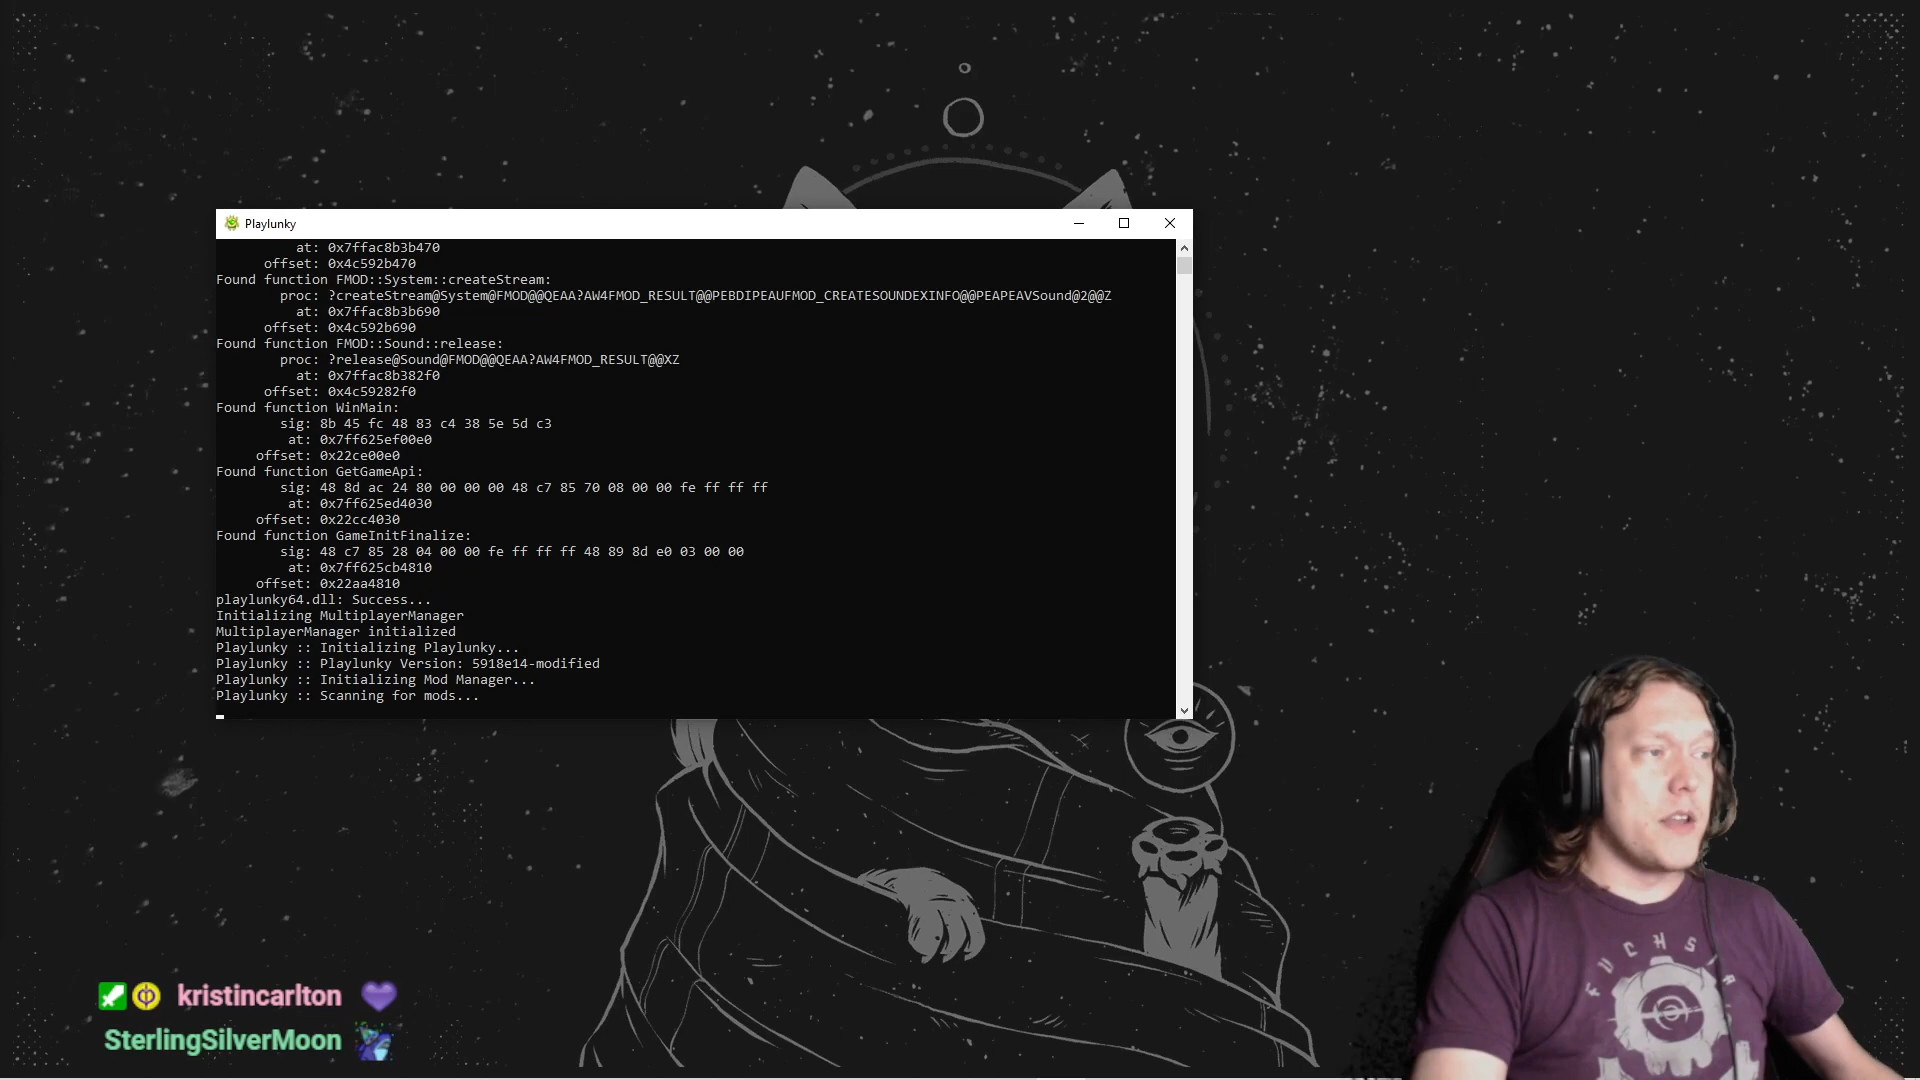 Playlunky
at: 0x7ffac8b3b470
offset: 0x4c592b470
Found function FMOD::System::createStream:
proc: ?createStream@System@FMOD@@QEAA?AW4FMOD_RESULT@@PEBDIPEAUFMOD_CREATESOUNDEXINFO@@PEAPEAVSound@2@@Z
at: 0x7ffac8b3b690
offset: 0x4c592b690
Found function FMOD::Sound::release:
proc: ?release@Sound@FMOD@@QEAA?AW4FMOD_RESULT@@XZ
at: 0x7ffac8b382f0
offset: 0x4c59282f0
Found function WinMain:
sig: 8b 45 fc 48 83 c4 38 5e 5d c3
at: 0x7ff625ef00e0
offset: 0x22ce00e0
Found function GetGameApi:
sig: 48 8d ac 24 80 00 00 00 48 c7 85 70 08 00 00 fe ff ff ff
at: 0x7ff625ed4030
offset: 0x22cc4030
Found function GameInitFinalize:
sig: 48 c7 85 28 04 00 00 fe ff ff ff 48 89 8d e0 03 00 00
at: 0x7ff625cb4810
offset: 0x22aa4810
playlunky64.dll: Success...
Initializing MultiplayerManager
MultiplayerManager initialized
Playlunky :: Initializing Playlunky...
Playlunky :: Playlunky Version: 5918e14-modified
Playlunky :: Initializing Mod Manager...
Playlunky :: Scanning for mods...
kristincarlton
SterlingSilverMoon